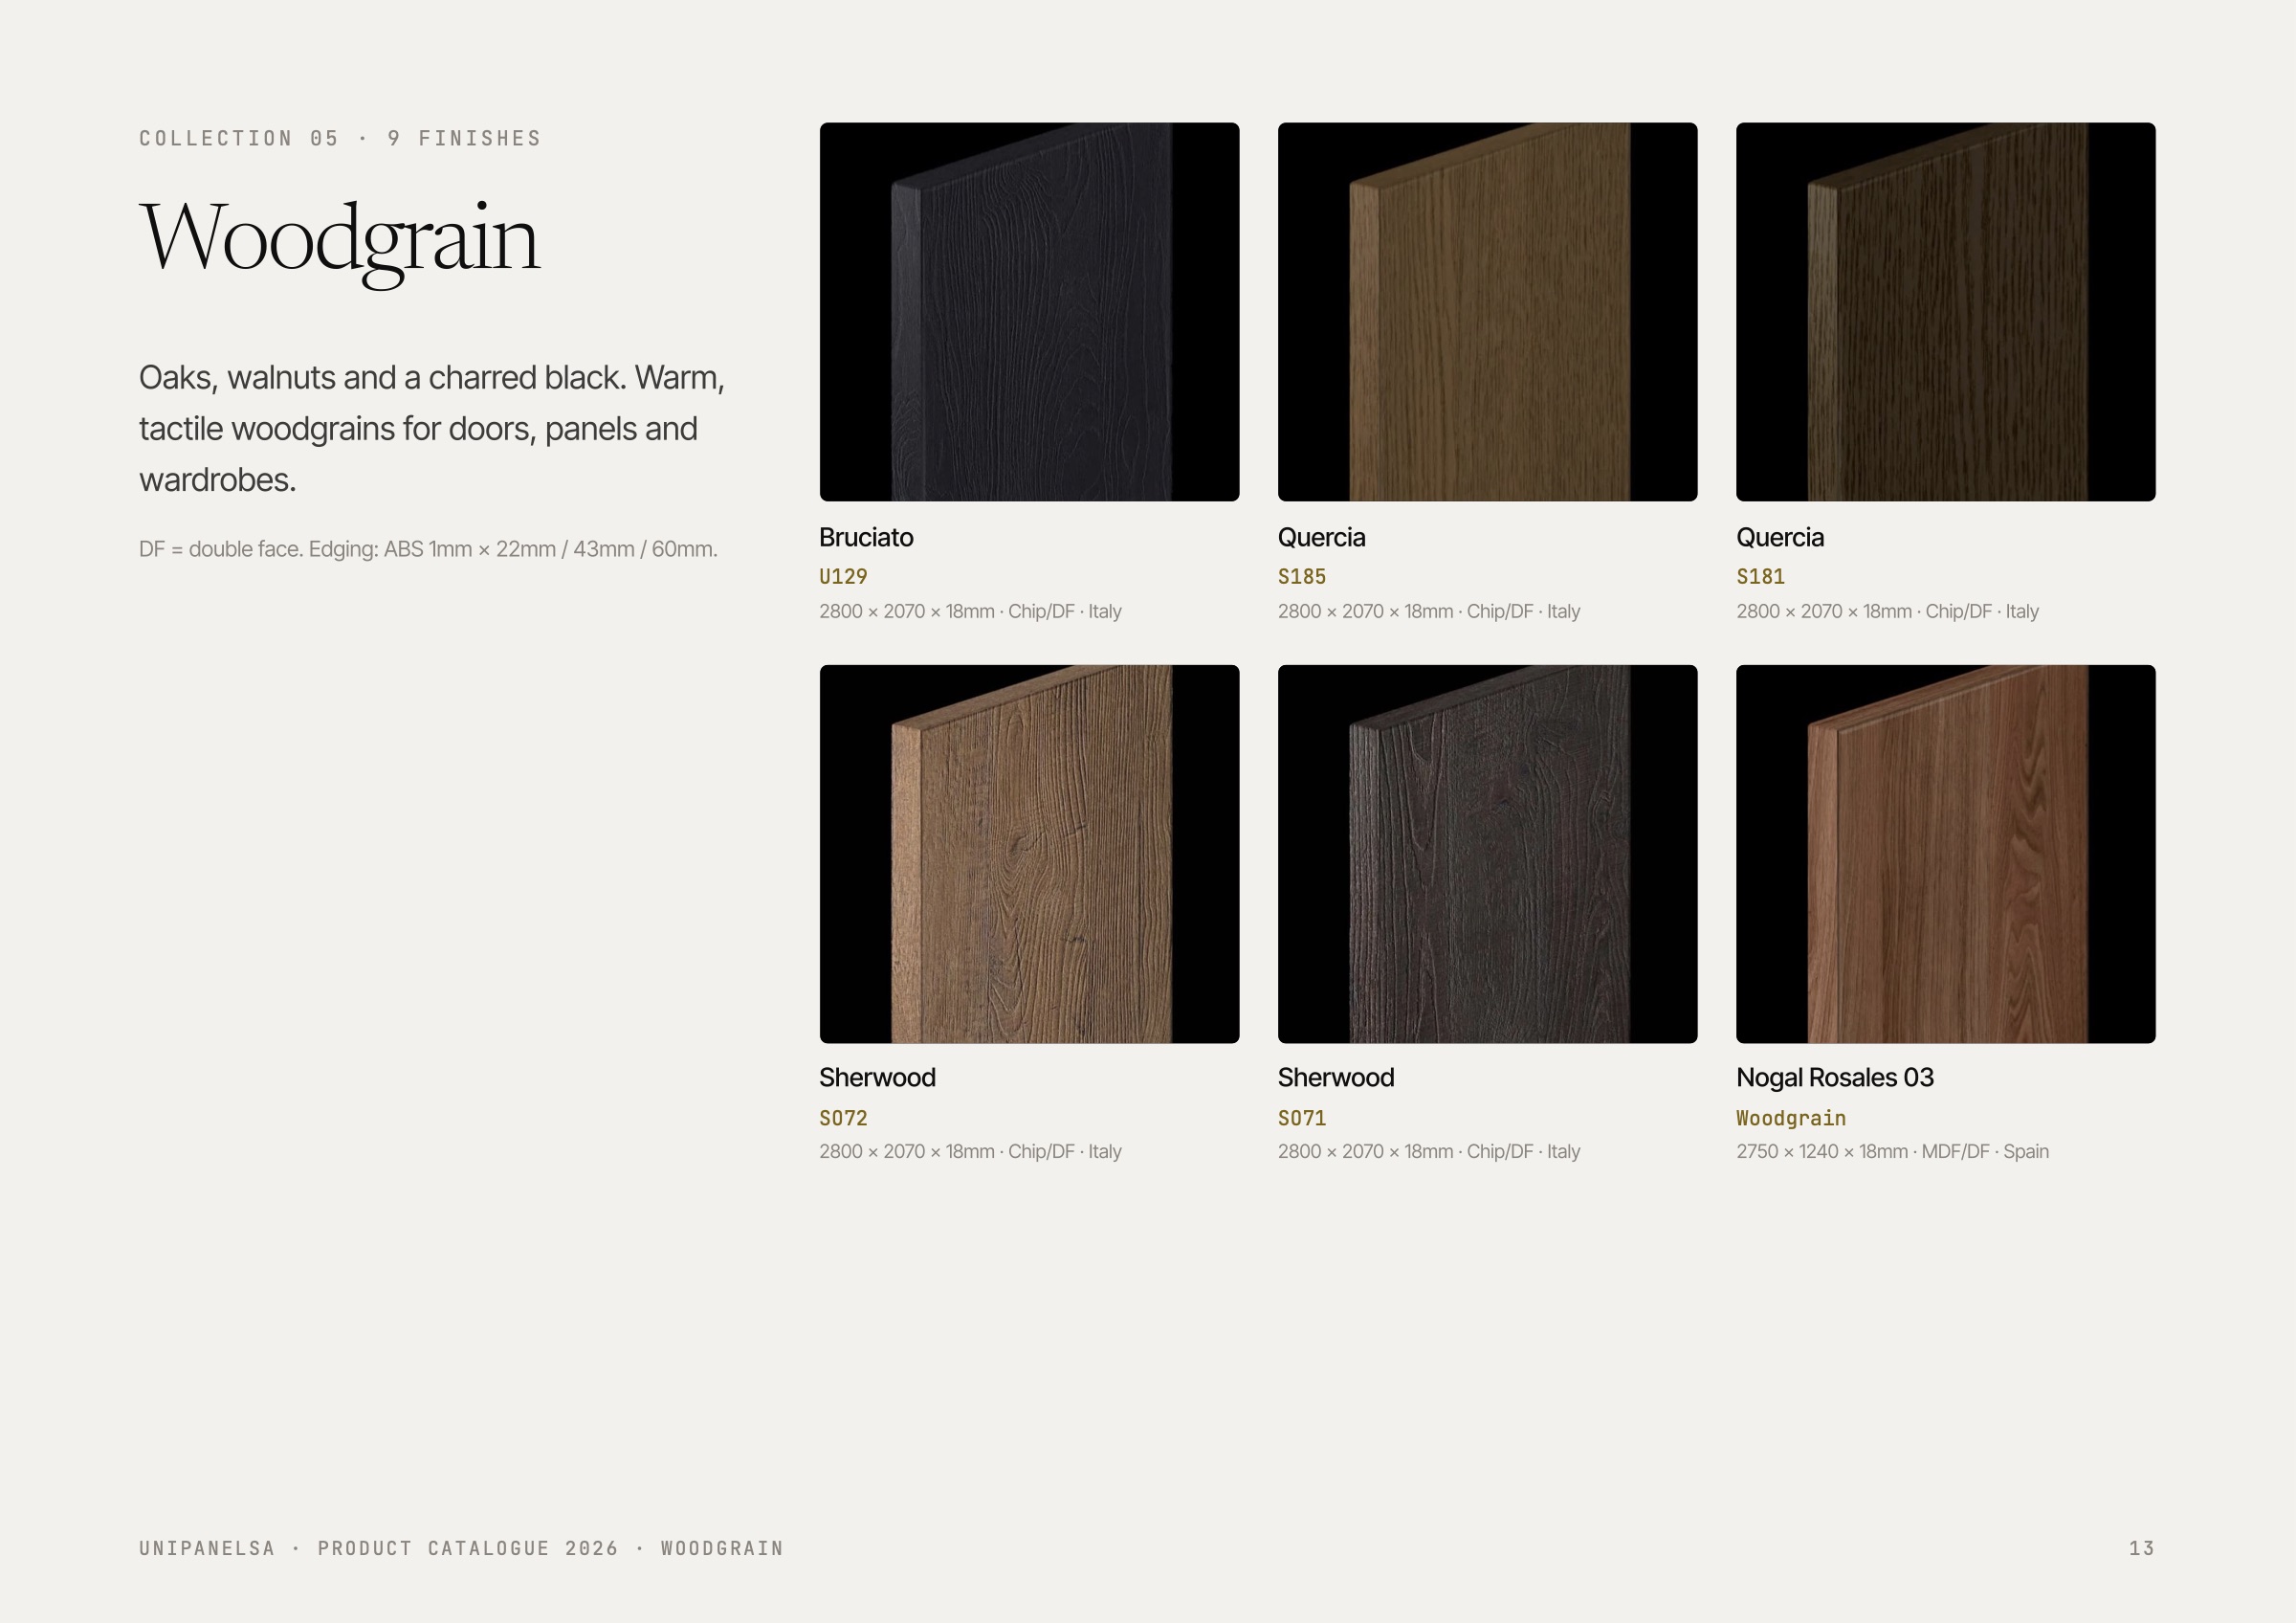 COLLECTION 05 · 9 FINISHES
Woodgrain
Oaks, walnuts and a charred black. Warm,
tactile woodgrains for doors, panels and
wardrobes.
DF = double face. Edging: ABS 1mm × 22mm / 43mm / 60mm.
Bruciato
U129
2800 × 2070 × 18mm · Chip/DF · Italy
Quercia
S185
2800 × 2070 × 18mm · Chip/DF · Italy
Quercia
S181
2800 × 2070 × 18mm · Chip/DF · Italy
Sherwood
S072
2800 × 2070 × 18mm · Chip/DF · Italy
Sherwood
S071
2800 × 2070 × 18mm · Chip/DF · Italy
Nogal Rosales 03
Woodgrain
2750 × 1240 × 18mm · MDF/DF · Spain
UNIPANELSA · PRODUCT CATALOGUE 2026 · WOODGRAIN
13